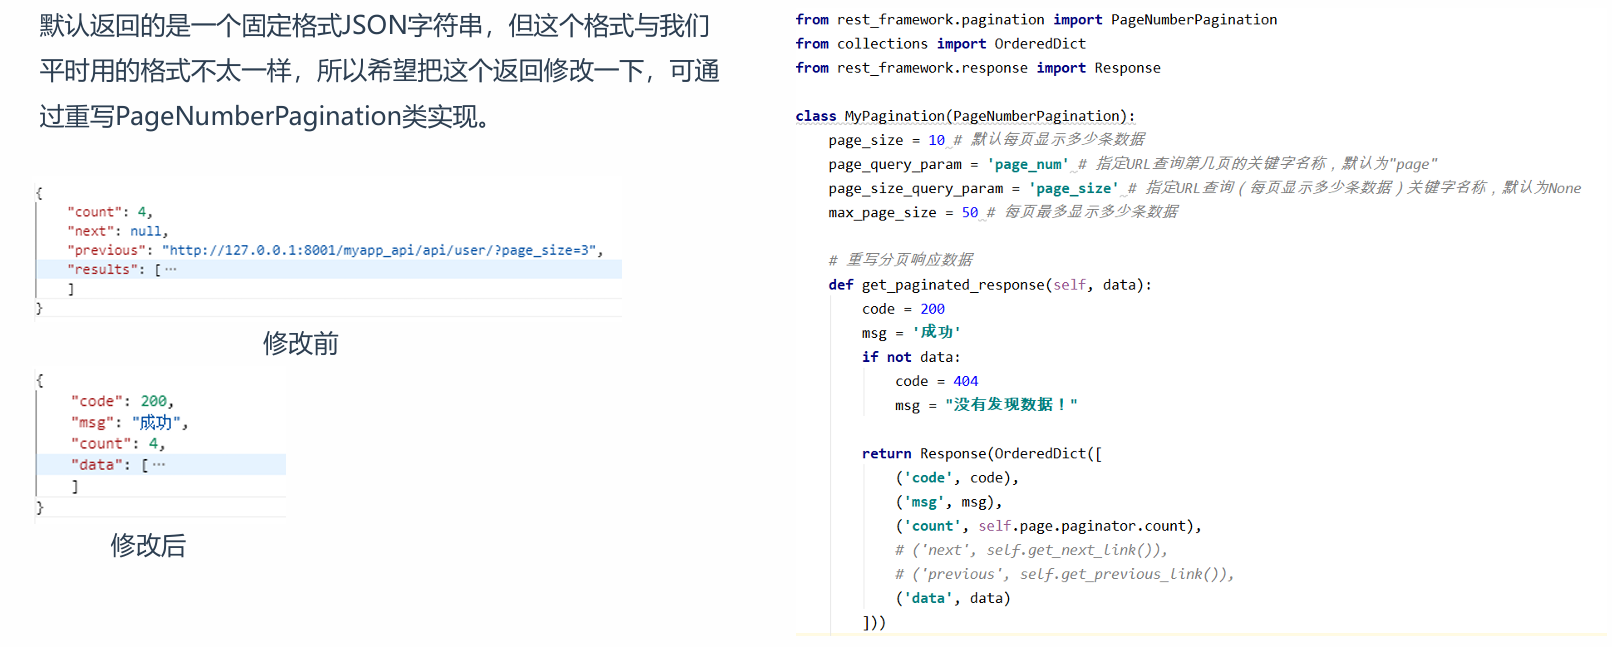 默认返回的是一个固定格式JSON字符串，但这个格式与我们
平时用的格式不太一样，所以希望把这个返回修改一下，可通
过重写PageNumberPagination类实现。
{
"count": 4,
"next": null,
"previous": "http://127.0.0.1:8001/myapp_api/api/user/?page_size=3",
"results": [ ···
]
}
修改前
{
"code": 200,
"msg": "成功",
"count": 4,
"data": [ ···
]
}
修改后
from rest_framework.pagination import PageNumberPagination
from collections import OrderedDict
from rest_framework.response import Response
class MyPagination(PageNumberPagination):
page_size = 10 # 默认每页显示多少条数据
page_query_param = 'page_num' # 指定URL查询第几页的关键字名称，默认为"page"
page_size_query_param = 'page_size' # 指定URL查询（每页显示多少条数据）关键字名称，默认为None
max_page_size = 50 # 每页最多显示多少条数据
# 重写分页响应数据
def get_paginated_response(self, data):
code = 200
msg = '成功'
if not data:
code = 404
msg = "没有发现数据！"
return Response(OrderedDict([
('code', code),
('msg', msg),
('count', self.page.paginator.count),
# ('next', self.get_next_link()),
# ('previous', self.get_previous_link()),
('data', data)
]))